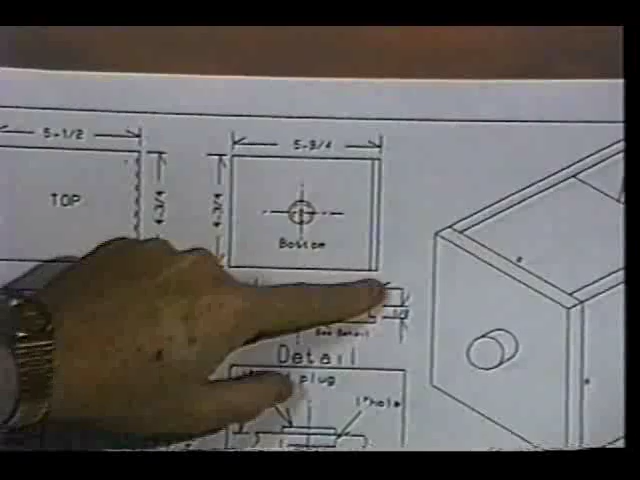 5-1/2
5-3/4
TOP
4-3/4
4-3/4
Bottom
See Detail
Detail
plug
1"hole